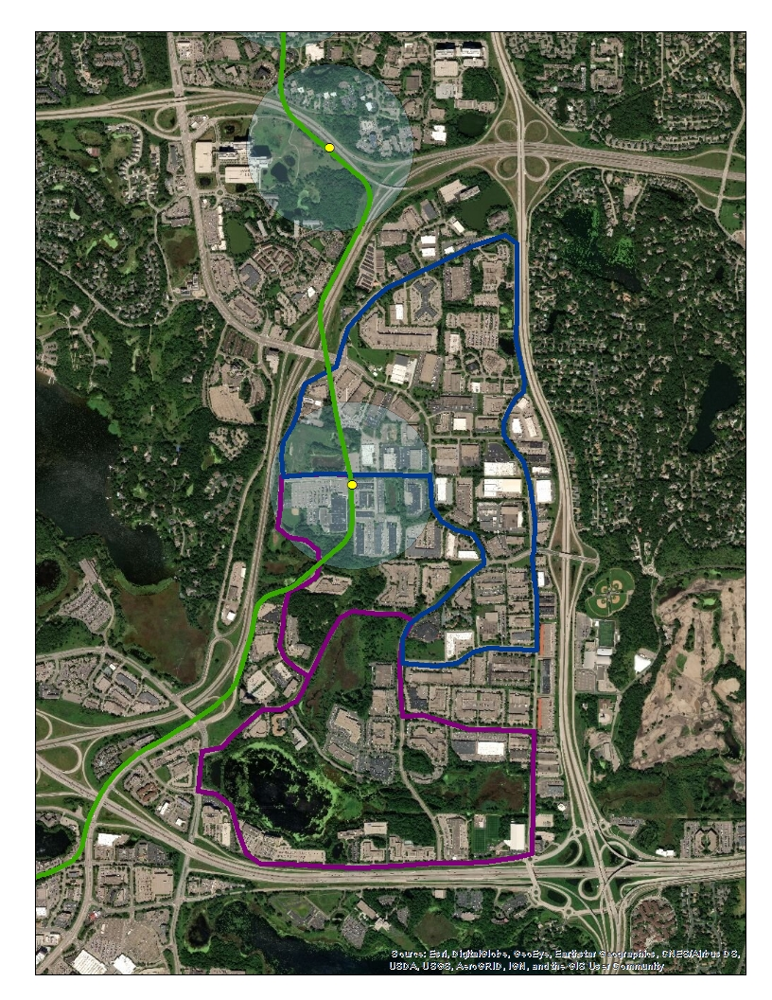 Source: Esri, DigitalGlobe, GeoEye, Earthstar Geographics, CNES/Airbus DS,
USDA, USGS, AeroGRID, IGN, and the GIS User Community